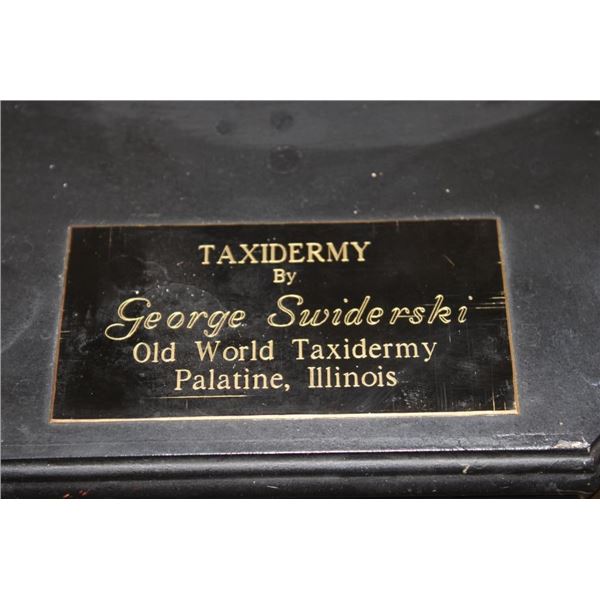 TAXIDERMY
By
George Swiderski
Old World Taxidermy
Palatine, Illinois